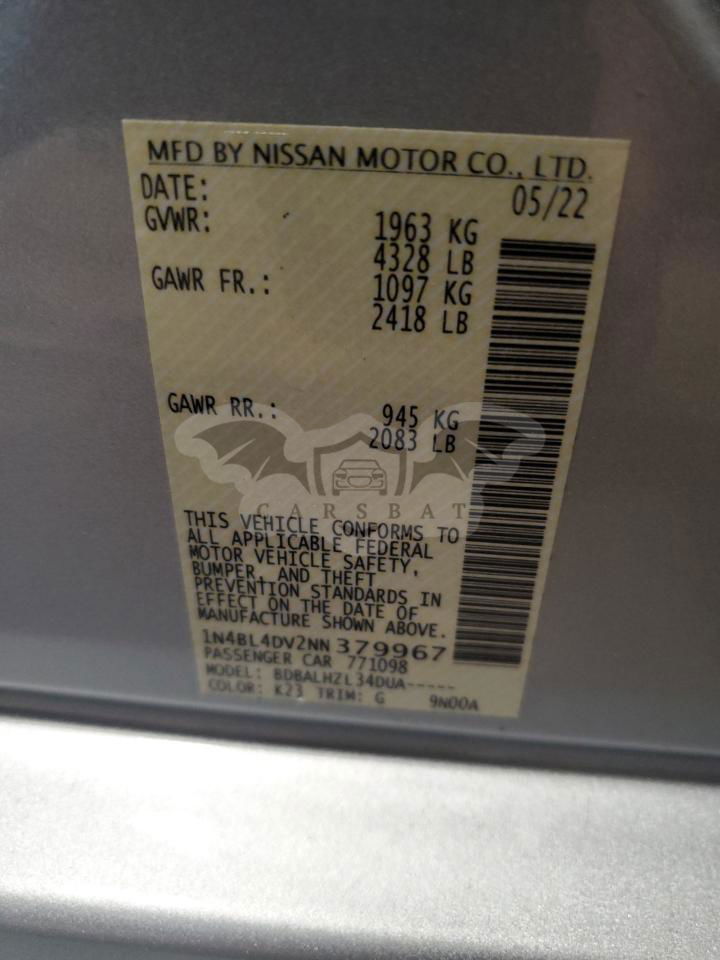 MFD BY NISSAN MOTOR CO., LTD.
DATE: 05/22
GVWR: 1963 KG
4328 LB
GAWR FR.: 1097 KG
2418 LB
GAWR RR.: 945 KG
2083 LB
CARSBAT
THIS VEHICLE CONFORMS TO
ALL APPLICABLE FEDERAL
MOTOR VEHICLE SAFETY,
BUMPER, AND THEFT
PREVENTION STANDARDS IN
EFFECT ON THE DATE OF
MANUFACTURE SHOWN ABOVE.
1N4BL4DV2NN379967
PASSENGER CAR 771098
MODEL: BDBALHZL34DUA-----
COLOR: K23 TRIM: G 9N00A